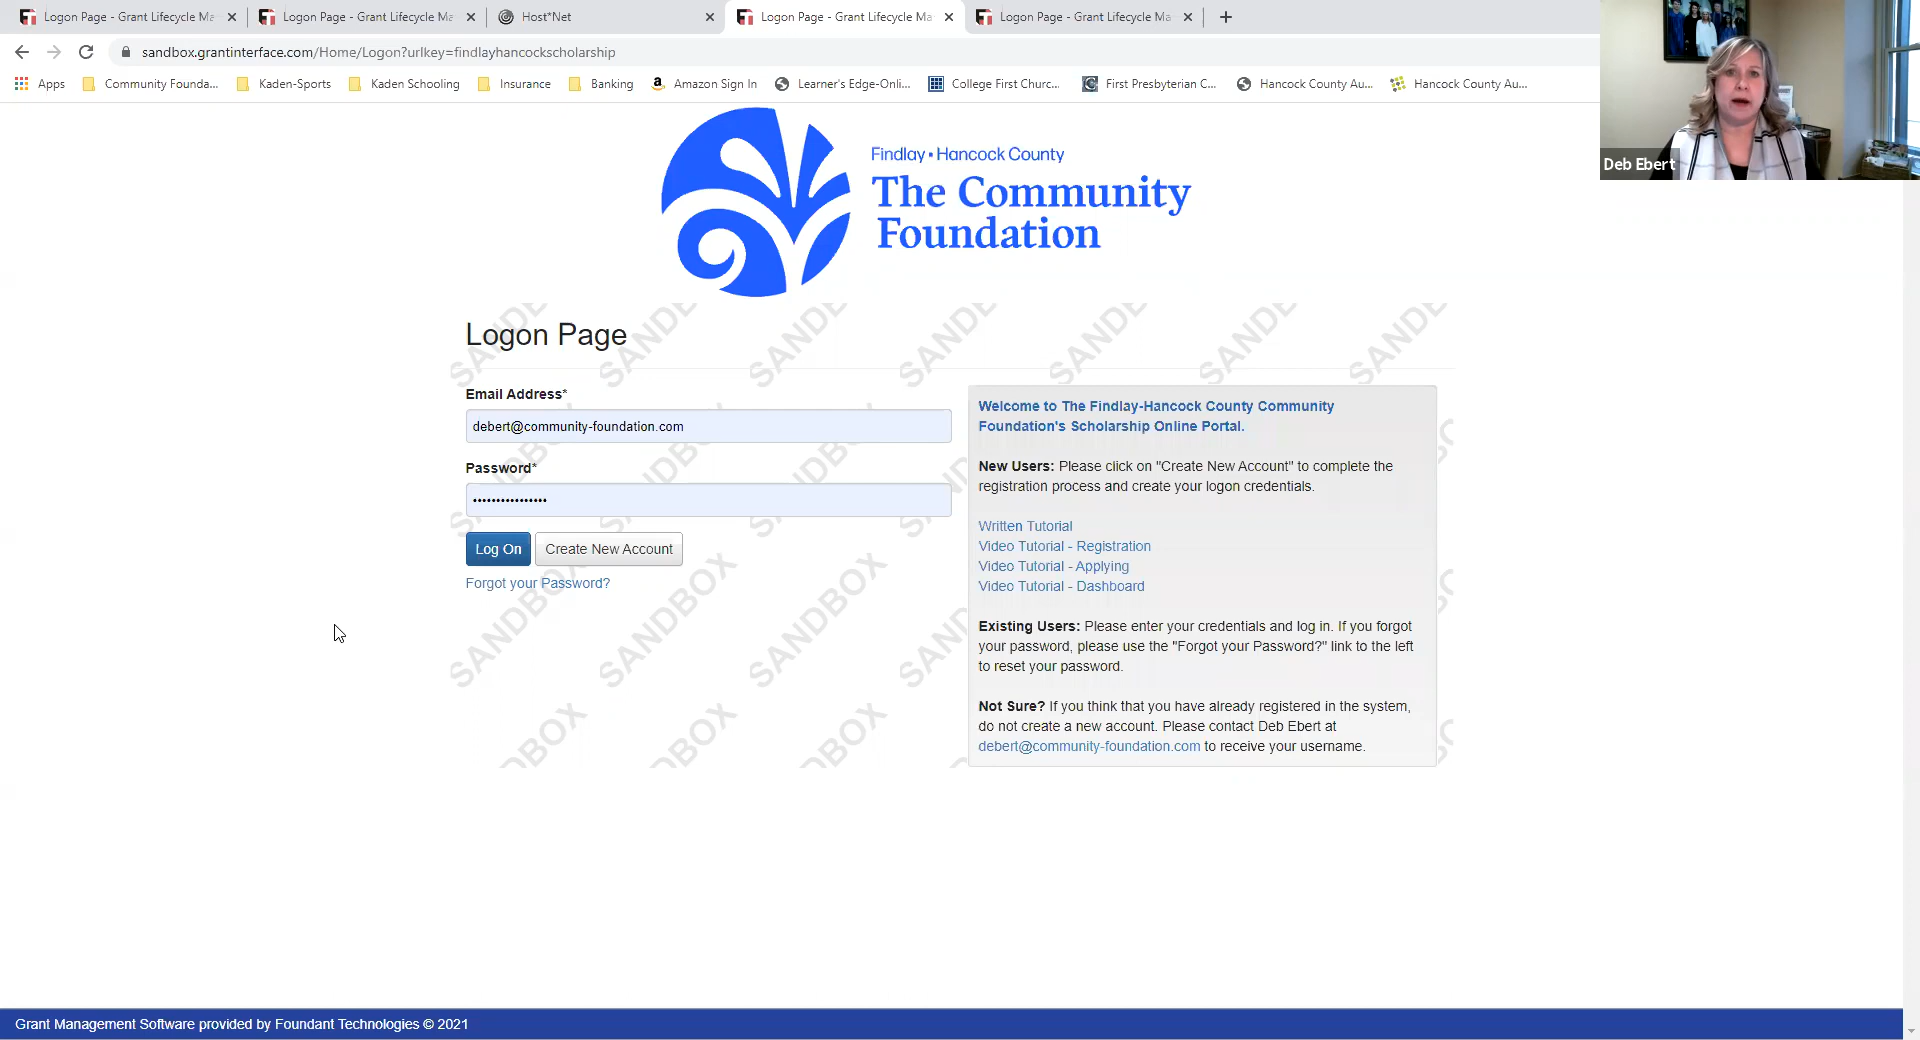 Logon Page - Grant Lifecycle Ma
Logon Page - Grant Lifecycle Ma
Host*Net
Logon Page - Grant Lifecycle Ma
Logon Page - Grant Lifecycle Ma
sandbox.grantinterface.com/Home/Logon?urlkey=findlayhancockscholarship
Apps
Community Founda...
Kaden-Sports
Kaden Schooling
Insurance
Banking
Amazon Sign In
Learner's Edge-Onli...
College First Churc...
First Presbyterian C...
Hancock County Au...
Hancock County Au...
Deb Ebert
Findlay • Hancock County
The Community
Foundation
Logon Page
Email Address*
debert@community-foundation.com
Password*
••••••••••••••••
Log On
Create New Account
Forgot your Password?
Welcome to The Findlay-Hancock County Community
Foundation's Scholarship Online Portal.
New Users: Please click on "Create New Account" to complete the
registration process and create your logon credentials.
Written Tutorial
Video Tutorial - Registration
Video Tutorial - Applying
Video Tutorial - Dashboard
Existing Users: Please enter your credentials and log in. If you forgot
your password, please use the "Forgot your Password?" link to the left
to reset your password.
Not Sure? If you think that you have already registered in the system,
do not create a new account. Please contact Deb Ebert at
debert@community-foundation.com to receive your username.
SANDBOX
SANDBOX
SANDBOX
Grant Management Software provided by Foundant Technologies © 2021